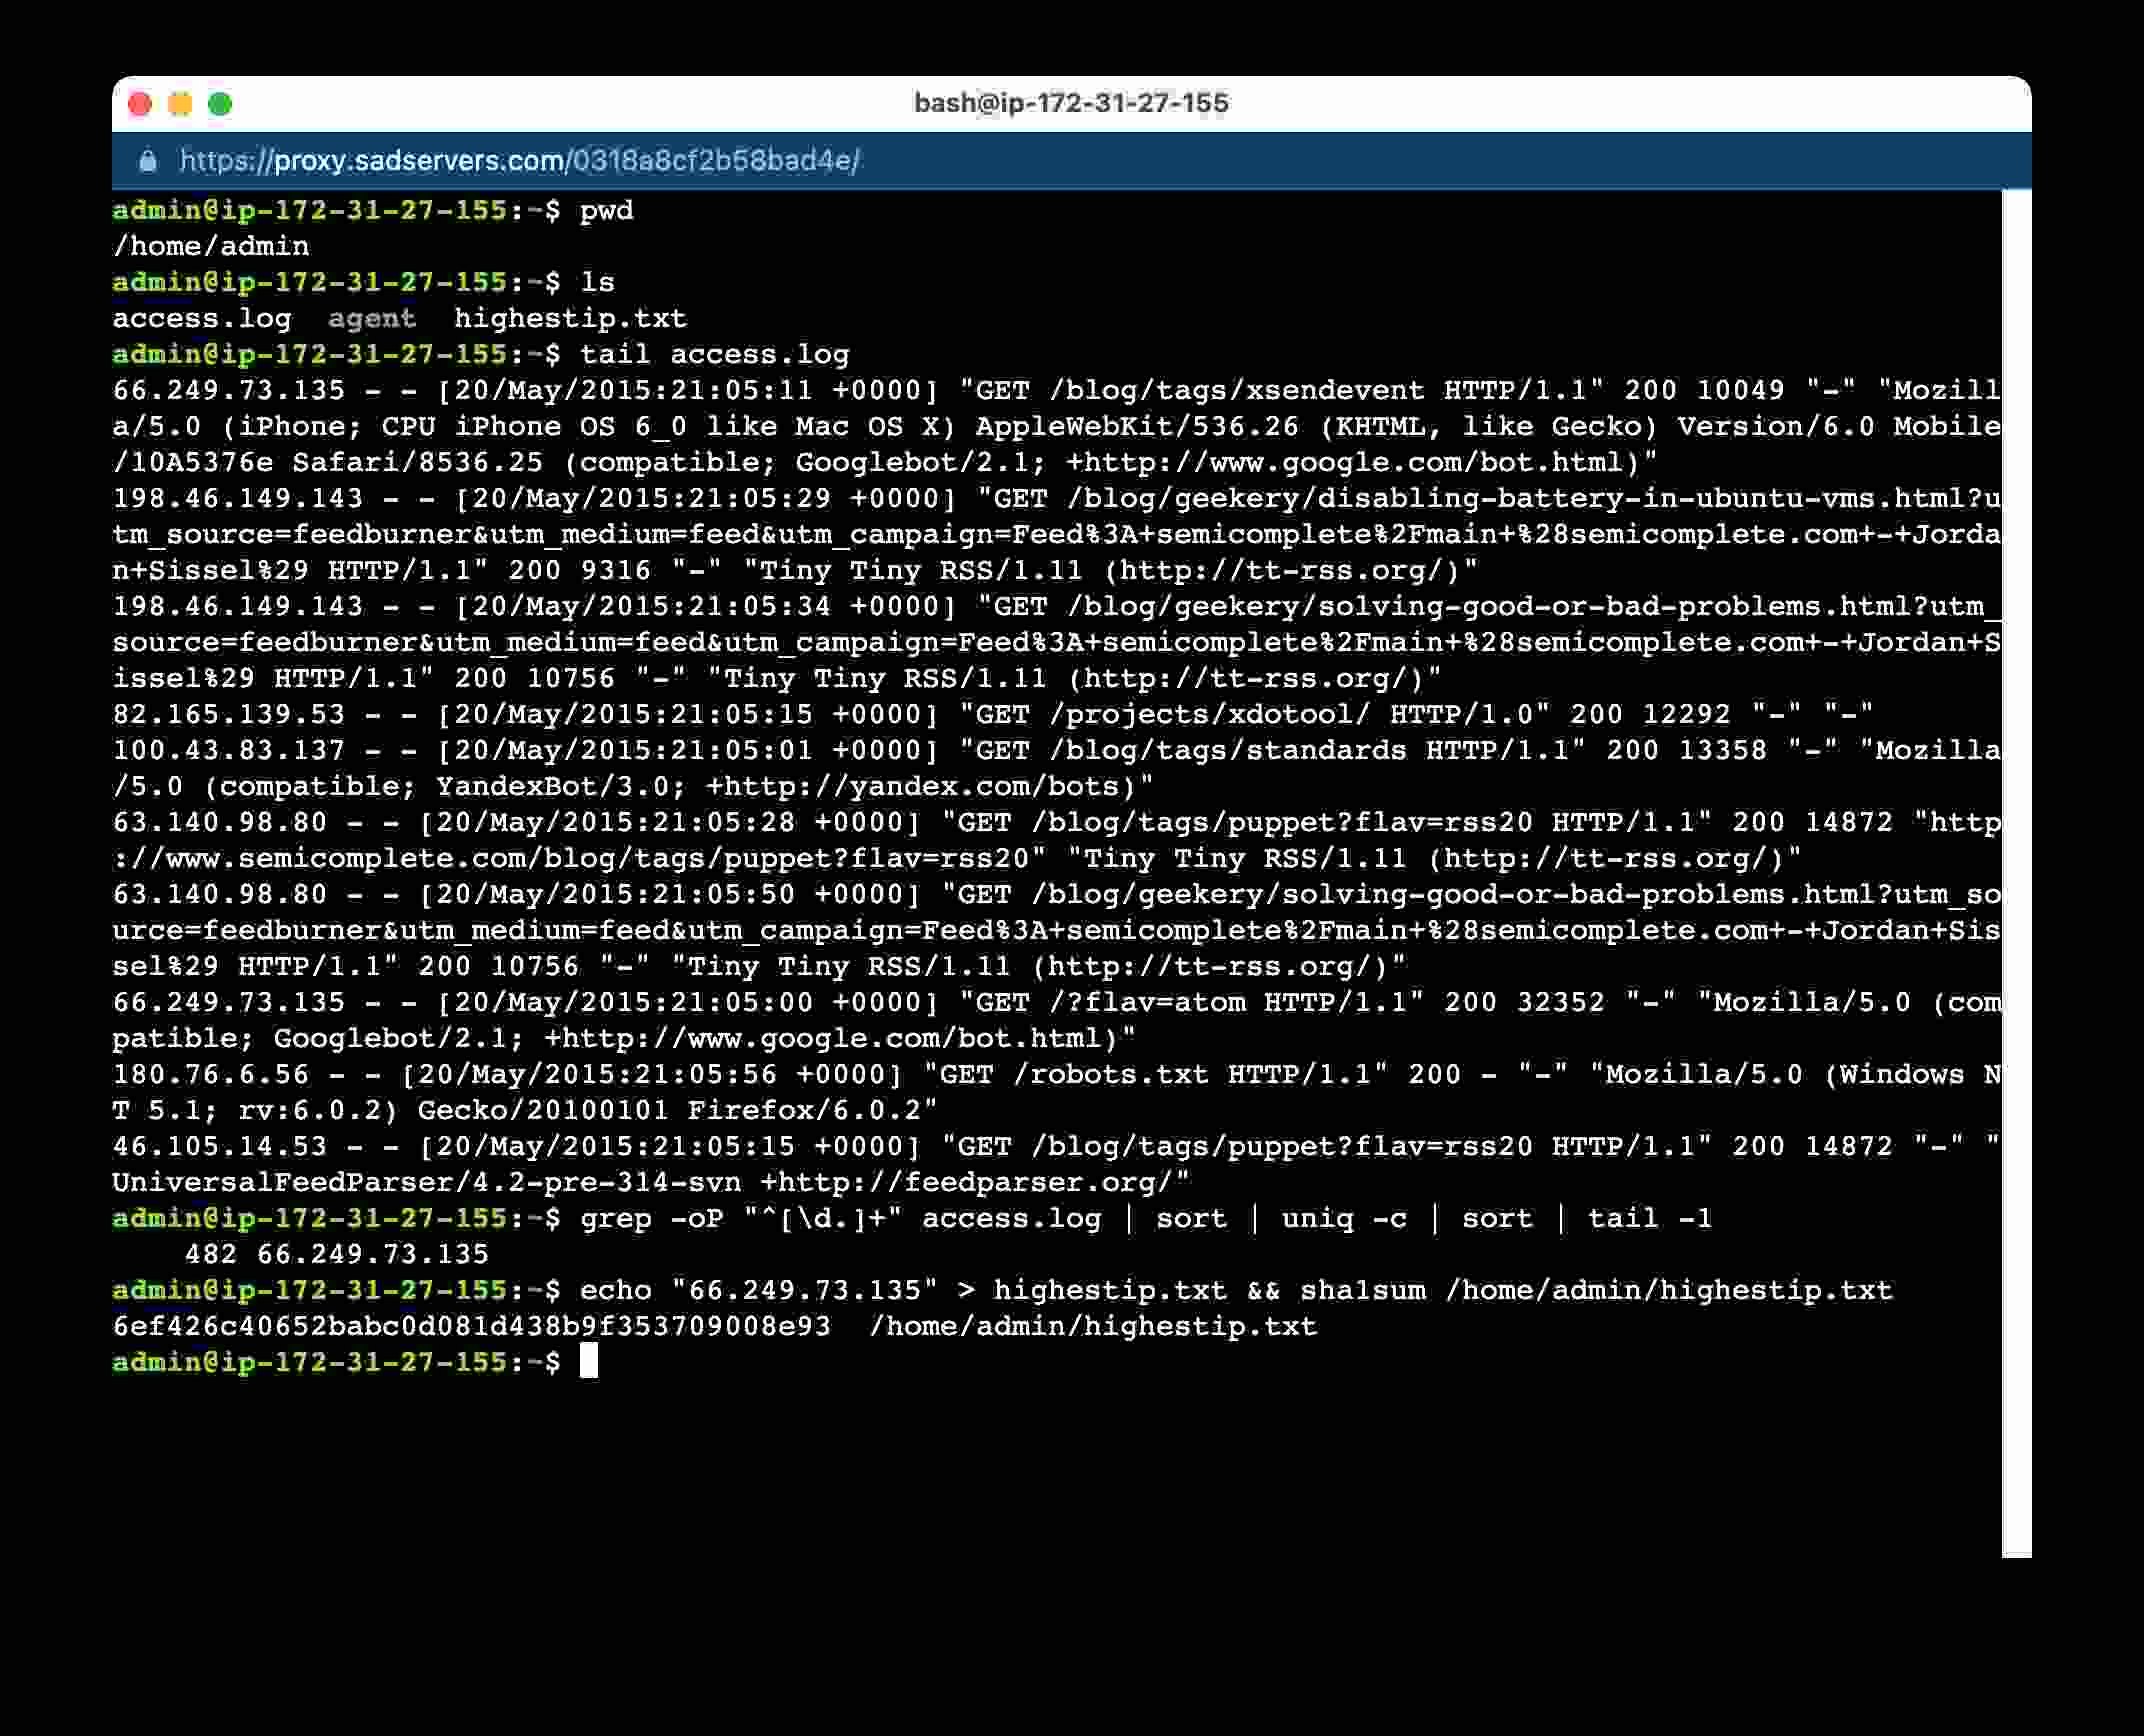 bash@ip-172-31-27-155
https://proxy.sadservers.com/0318a8cf2b58bad4e/
admin@ip-172-31-27-155:~$ pwd
/home/admin
admin@ip-172-31-27-155:~$ ls
access.log  agent  highestip.txt
admin@ip-172-31-27-155:~$ tail access.log
66.249.73.135 - - [20/May/2015:21:05:11 +0000] "GET /blog/tags/xsendevent HTTP/1.1" 200 10049 "-" "Mozill
a/5.0 (iPhone; CPU iPhone OS 6_0 like Mac OS X) AppleWebKit/536.26 (KHTML, like Gecko) Version/6.0 Mobile
/10A5376e Safari/8536.25 (compatible; Googlebot/2.1; +http://www.google.com/bot.html)"
198.46.149.143 - - [20/May/2015:21:05:29 +0000] "GET /blog/geekery/disabling-battery-in-ubuntu-vms.html?u
tm_source=feedburner&utm_medium=feed&utm_campaign=Feed%3A+semicomplete%2Fmain+%28semicomplete.com+-+Jorda
n+Sissel%29 HTTP/1.1" 200 9316 "-" "Tiny Tiny RSS/1.11 (http://tt-rss.org/)"
198.46.149.143 - - [20/May/2015:21:05:34 +0000] "GET /blog/geekery/solving-good-or-bad-problems.html?utm_
source=feedburner&utm_medium=feed&utm_campaign=Feed%3A+semicomplete%2Fmain+%28semicomplete.com+-+Jordan+S
issel%29 HTTP/1.1" 200 10756 "-" "Tiny Tiny RSS/1.11 (http://tt-rss.org/)"
82.165.139.53 - - [20/May/2015:21:05:15 +0000] "GET /projects/xdotool/ HTTP/1.0" 200 12292 "-" "-"
100.43.83.137 - - [20/May/2015:21:05:01 +0000] "GET /blog/tags/standards HTTP/1.1" 200 13358 "-" "Mozilla
/5.0 (compatible; YandexBot/3.0; +http://yandex.com/bots)"
63.140.98.80 - - [20/May/2015:21:05:28 +0000] "GET /blog/tags/puppet?flav=rss20 HTTP/1.1" 200 14872 "http
://www.semicomplete.com/blog/tags/puppet?flav=rss20" "Tiny Tiny RSS/1.11 (http://tt-rss.org/)"
63.140.98.80 - - [20/May/2015:21:05:50 +0000] "GET /blog/geekery/solving-good-or-bad-problems.html?utm_so
urce=feedburner&utm_medium=feed&utm_campaign=Feed%3A+semicomplete%2Fmain+%28semicomplete.com+-+Jordan+Sis
sel%29 HTTP/1.1" 200 10756 "-" "Tiny Tiny RSS/1.11 (http://tt-rss.org/)"
66.249.73.135 - - [20/May/2015:21:05:00 +0000] "GET /?flav=atom HTTP/1.1" 200 32352 "-" "Mozilla/5.0 (com
patible; Googlebot/2.1; +http://www.google.com/bot.html)"
180.76.6.56 - - [20/May/2015:21:05:56 +0000] "GET /robots.txt HTTP/1.1" 200 - "-" "Mozilla/5.0 (Windows N
T 5.1; rv:6.0.2) Gecko/20100101 Firefox/6.0.2"
46.105.14.53 - - [20/May/2015:21:05:15 +0000] "GET /blog/tags/puppet?flav=rss20 HTTP/1.1" 200 14872 "-" "
UniversalFeedParser/4.2-pre-314-svn +http://feedparser.org/"
admin@ip-172-31-27-155:~$ grep -oP "^[\d.]+" access.log | sort | uniq -c | sort | tail -1
    482 66.249.73.135
admin@ip-172-31-27-155:~$ echo "66.249.73.135" > highestip.txt && sha1sum /home/admin/highestip.txt
6ef426c40652babc0d081d438b9f353709008e93  /home/admin/highestip.txt
admin@ip-172-31-27-155:~$